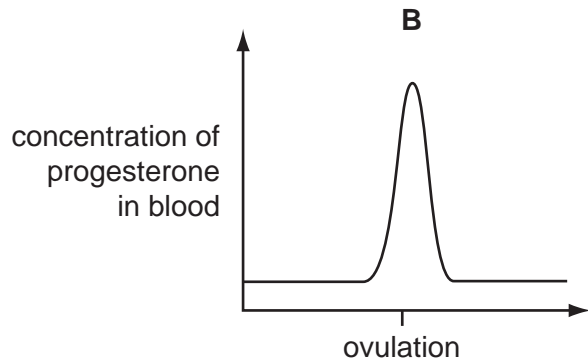 B
concentration of
progesterone
in blood
ovulation